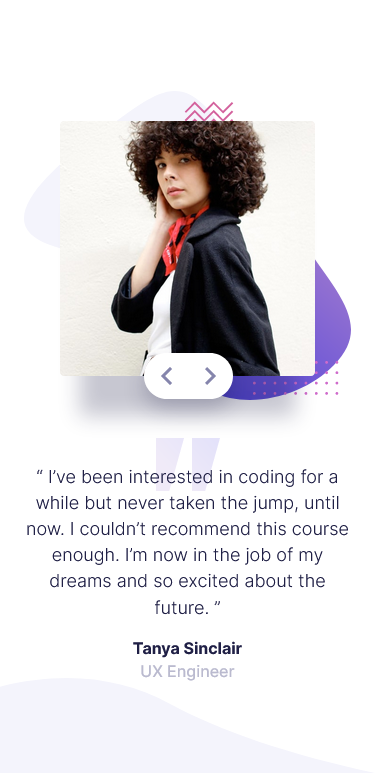 “ I’ve been interested in coding for a
while but never taken the jump, until
now. I couldn’t recommend this course
enough. I’m now in the job of my
dreams and so excited about the
future. ”
Tanya Sinclair
UX Engineer